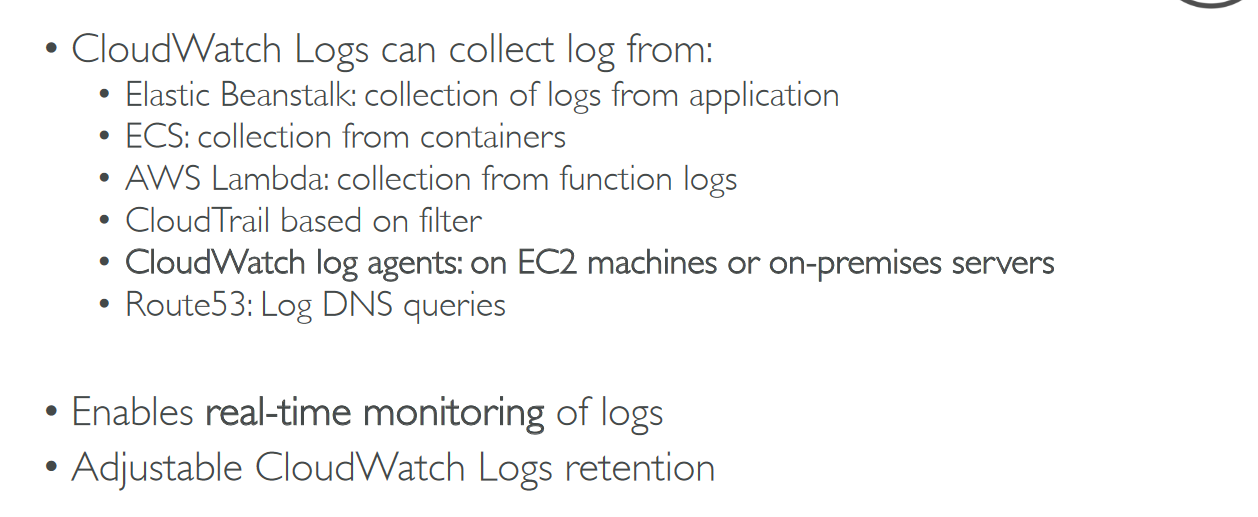 • CloudWatch Logs can collect log from:
• Elastic Beanstalk: collection of logs from application
• ECS: collection from containers
• AWS Lambda: collection from function logs
• CloudTrail based on filter
• CloudWatch log agents: on EC2 machines or on-premises servers
• Route53: Log DNS queries
• Enables real-time monitoring of logs
• Adjustable CloudWatch Logs retention